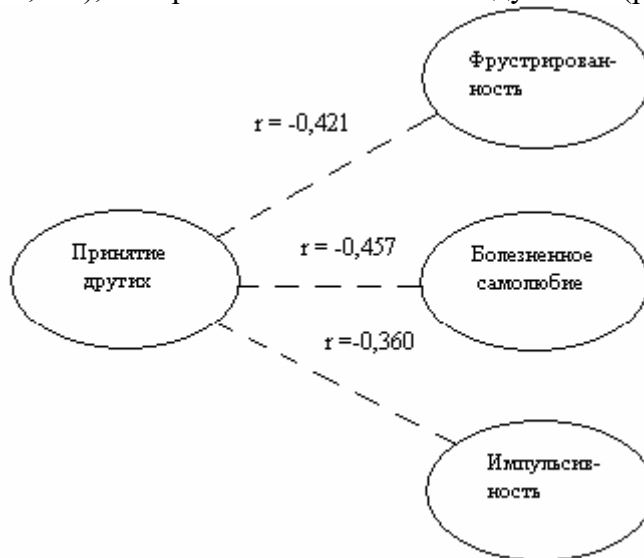 Фрустрирован-
ность
r = -0,421
Принятие
других
r = -0,457
Болезненное
самолюбие
r =-0,360
Импульсив-
ность